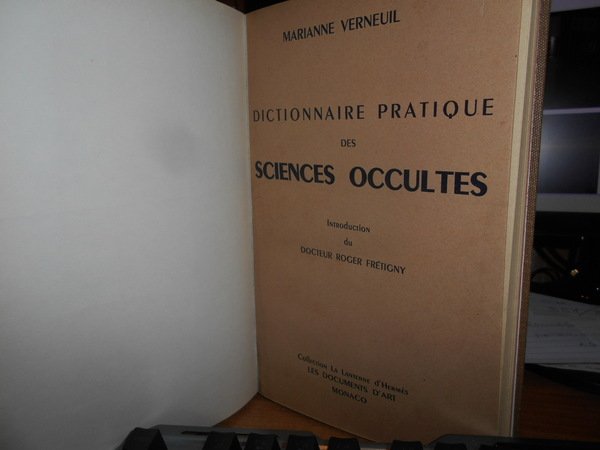 MARIANNE VERNEUIL
DICTIONNAIRE PRATIQUE
DES
SCIENCES OCCULTES
INTRODUCTION
du
DOCTEUR ROGER FRÉTIGNY
Collection La Lanterne d'Hermès
LES DOCUMENTS D'ART
MONACO